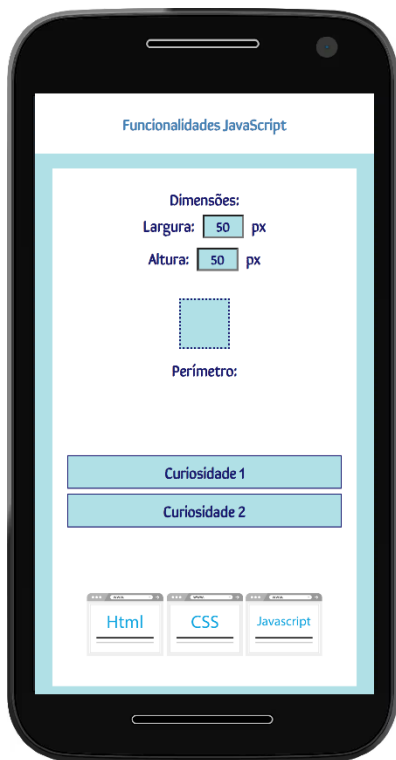 Funcionalidades JavaScript
Dimensões:
Largura: 50 px
Altura: 50 px
Perímetro:
Curiosidade 1
Curiosidade 2
Html CSS Javascript